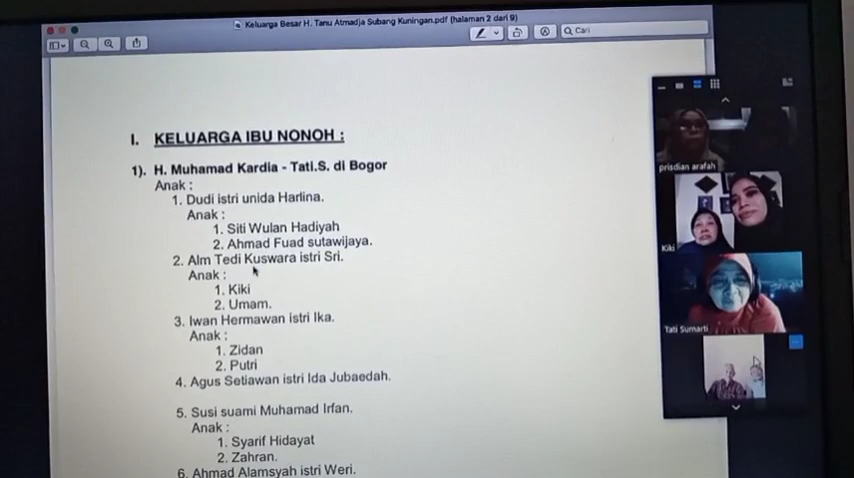 Keluarga Besar H. Tanu Atmadja Subang Kuningan.pdf (halaman 2 dari 9)
Cari
I. KELUARGA IBU NONOH :
1). H. Muhamad Kardia - Tati.S. di Bogor
Anak :
1. Dudi istri unida Harlina.
Anak :
1. Siti Wulan Hadiyah
2. Ahmad Fuad sutawijaya.
2. Alm Tedi Kuswara istri Sri.
Anak :
1. Kiki
2. Umam.
3. Iwan Hermawan istri Ika.
Anak :
1. Zidan
2. Putri
4. Agus Setiawan istri Ida Jubaedah.
5. Susi suami Muhamad Irfan.
Anak :
1. Syarif Hidayat
2. Zahran.
6. Ahmad Alamsyah istri Weri.
prisdian arafah
Kiki
Tati Sumarti